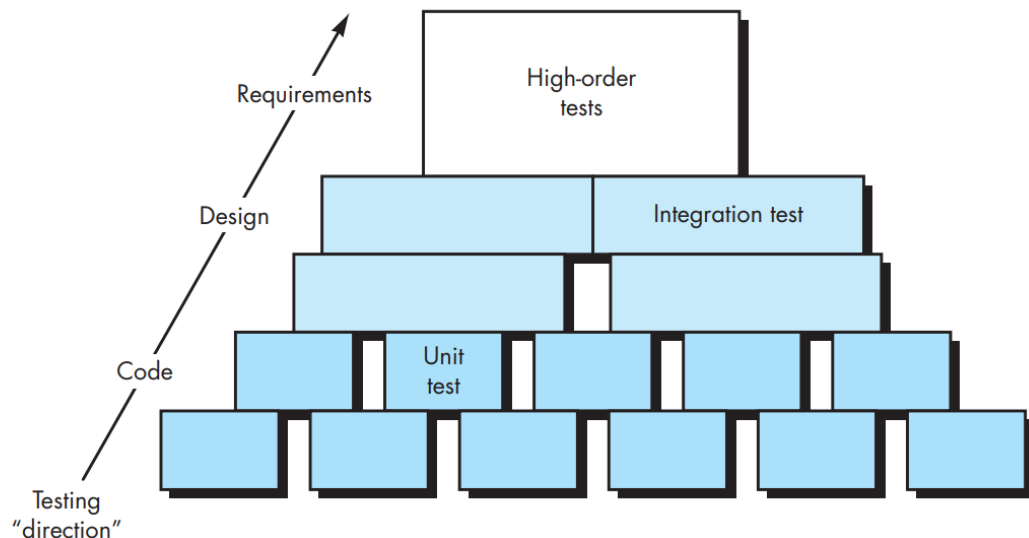 High-order
tests
Requirements
Design
Integration test
Unit
test
Code
Testing
“direction”